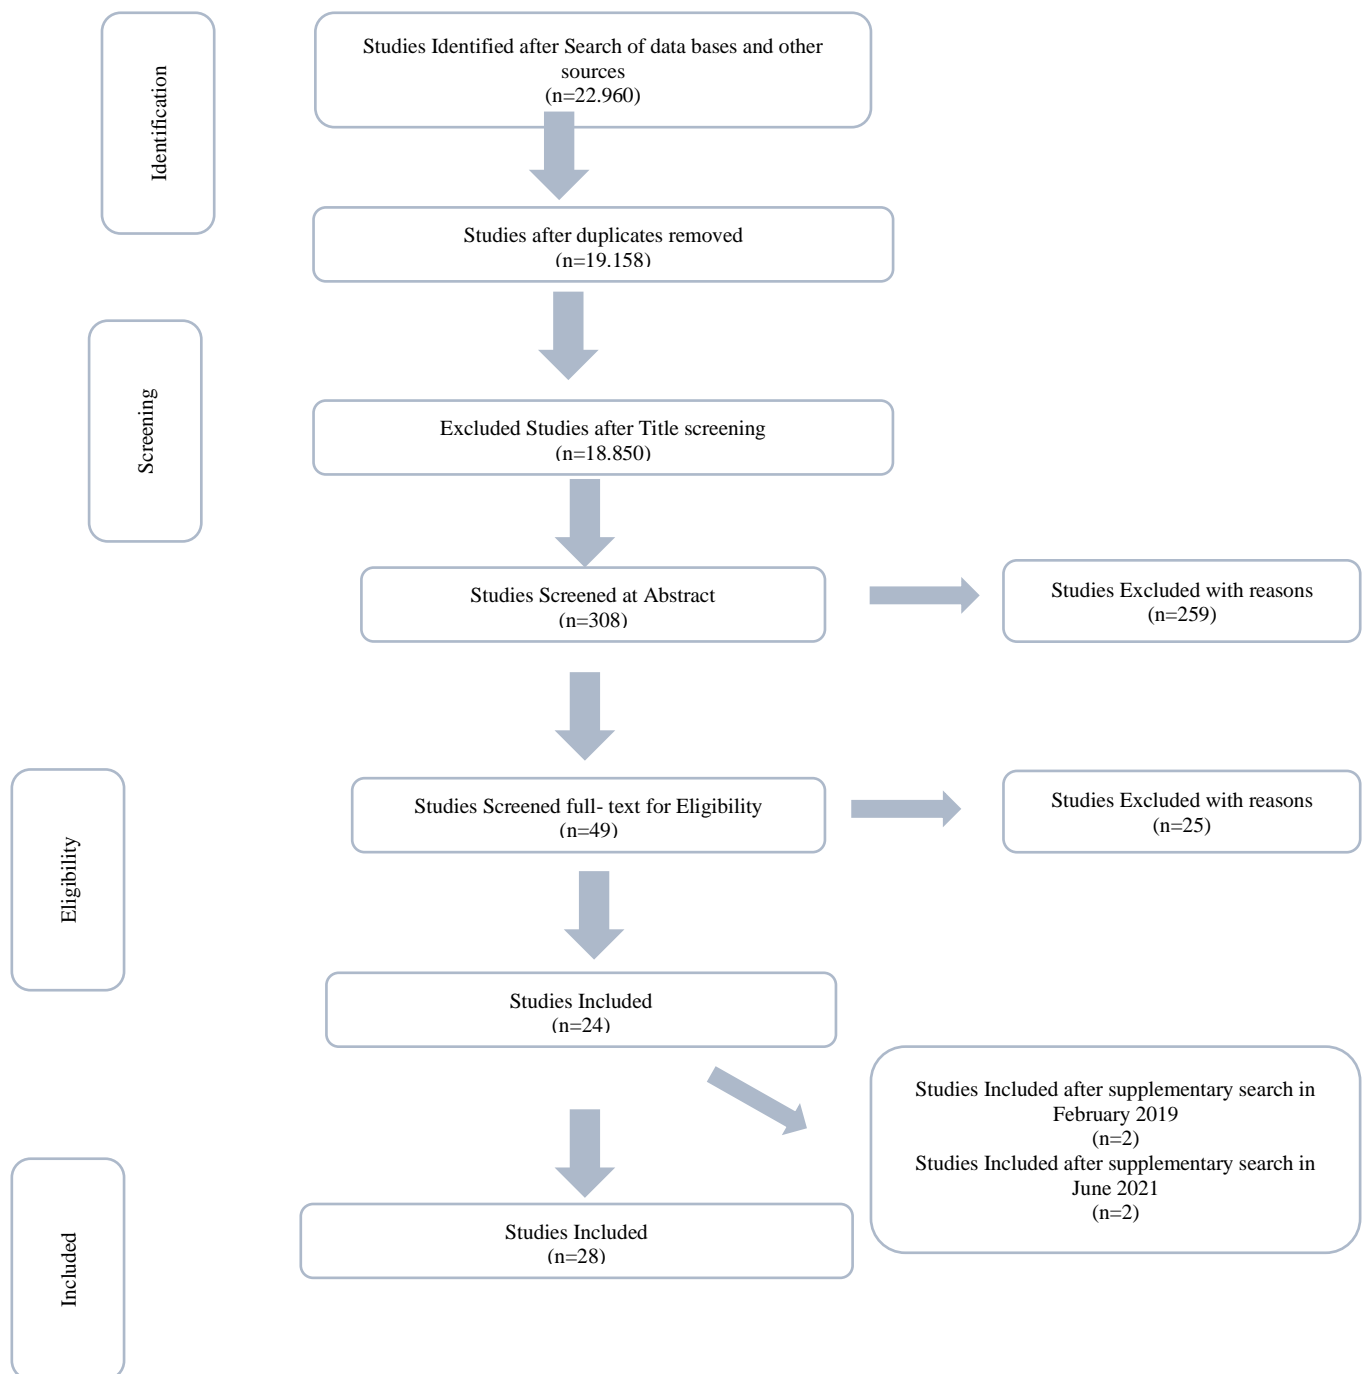 Identification
Studies Identified after Search of data bases and other
sources
(n=22.960)
Studies after duplicates removed
(n=19.158)
Screening
Excluded Studies after Title screening
(n=18.850)
Studies Screened at Abstract
(n=308)
Studies Excluded with reasons
(n=259)
Eligibility
Studies Screened full- text for Eligibility
(n=49)
Studies Excluded with reasons
(n=25)
Studies Included
(n=24)
Studies Included after supplementary search in
February 2019
(n=2)
Studies Included after supplementary search in
June 2021
(n=2)
Included
Studies Included
(n=28)